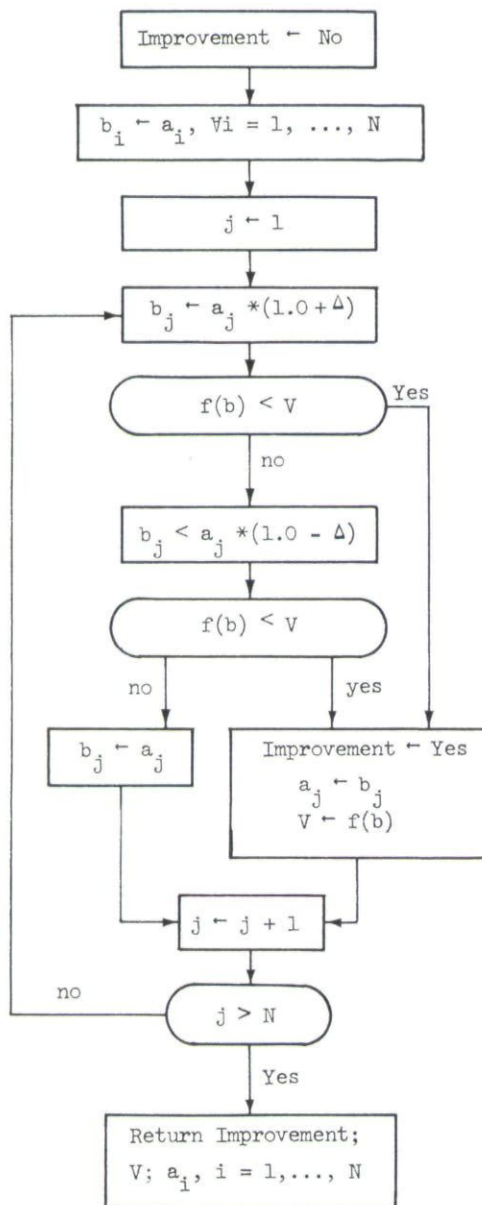 Improvement ← No
b_i ← a_i, ∀i = 1, ..., N
j ← 1
b_j ← a_j *(1.0 + Δ)
f(b) < V
Yes
no
b_j < a_j *(1.0 - Δ)
f(b) < V
no
yes
b_j ← a_j
Improvement ← Yes
a_j ← b_j
V ← f(b)
j ← j + 1
no
j > N
Yes
Return Improvement;
V; a_i, i = 1,..., N